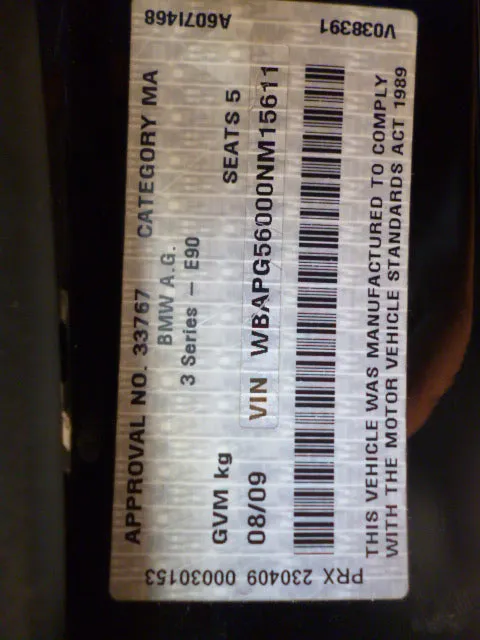 A6071468
V038391
APPROVAL NO. 33767 CATEGORY MA
BMW A.G.
3 Series - E90
GVM kg SEATS 5
08/09 VIN WBAPG56000NM15611
THIS VEHICLE WAS MANUFACTURED TO COMPLY
WITH THE MOTOR VEHICLE STANDARDS ACT 1989
PRX 230409 00030153